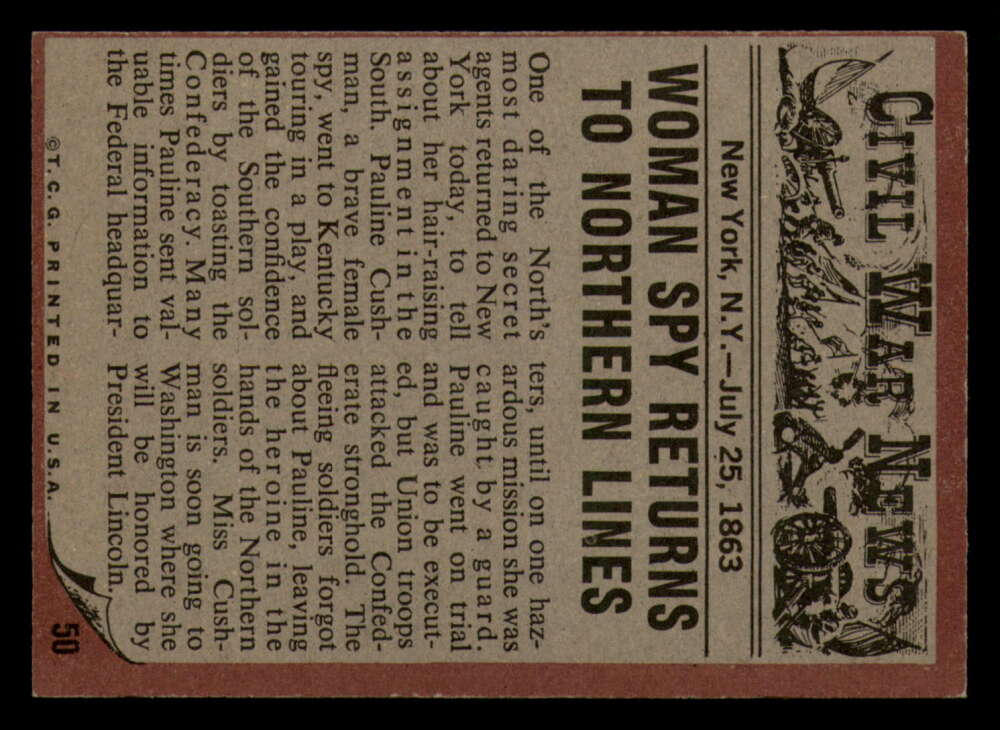 CIVIL WAR NEWS
New York, N.Y.—July 25, 1863
WOMAN SPY RETURNS
TO NORTHERN LINES
One of the North's
most daring secret
agents returned to New
York today, to tell
about her hair-raising
assignment in the
South. Pauline Cush-
man, a brave female
spy, went to Kentucky
touring in a play, and
gained the confidence
of the Southern sol-
diers by toasting the
Confederacy. Many
times Pauline sent val-
uable information to
the Federal headquar-
ters, until on one haz-
ardous mission she was
caught by a guard.
Pauline went on trial
and was to be execut-
ed, but Union troops
attacked the Confed-
erate stronghold. The
fleeing soldiers forgot
about Pauline, leaving
the heroine in the
hands of the Northern
soldiers. Miss Cush-
man is soon going to
Washington where she
will be honored by
President Lincoln.
©T.C.G. PRINTED IN U.S.A.
50